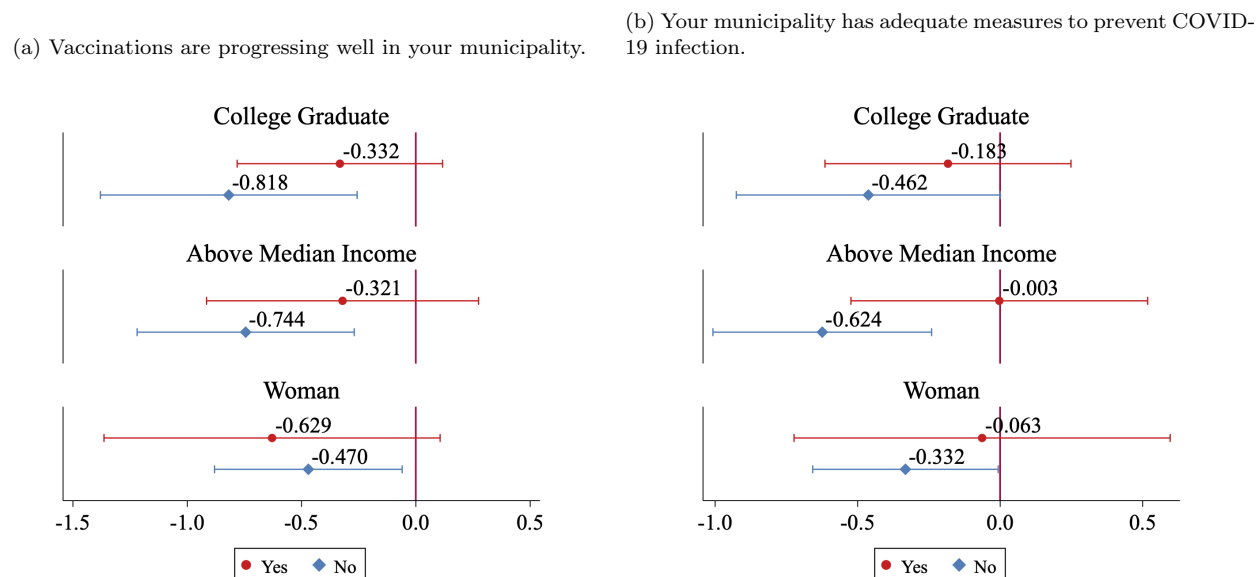 (a) Vaccinations are progressing well in your municipality.
College Graduate
-0.332
-0.818
Above Median Income
-0.321
-0.744
Woman
-0.629
-0.470
-1.5 -1.0 -0.5 0.0 0.5
Yes No
(b) Your municipality has adequate measures to prevent COVID-
19 infection.
College Graduate
-0.183
-0.462
Above Median Income
-0.003
-0.624
Woman
-0.063
-0.332
-1.0 -0.5 0.0 0.5
Yes No